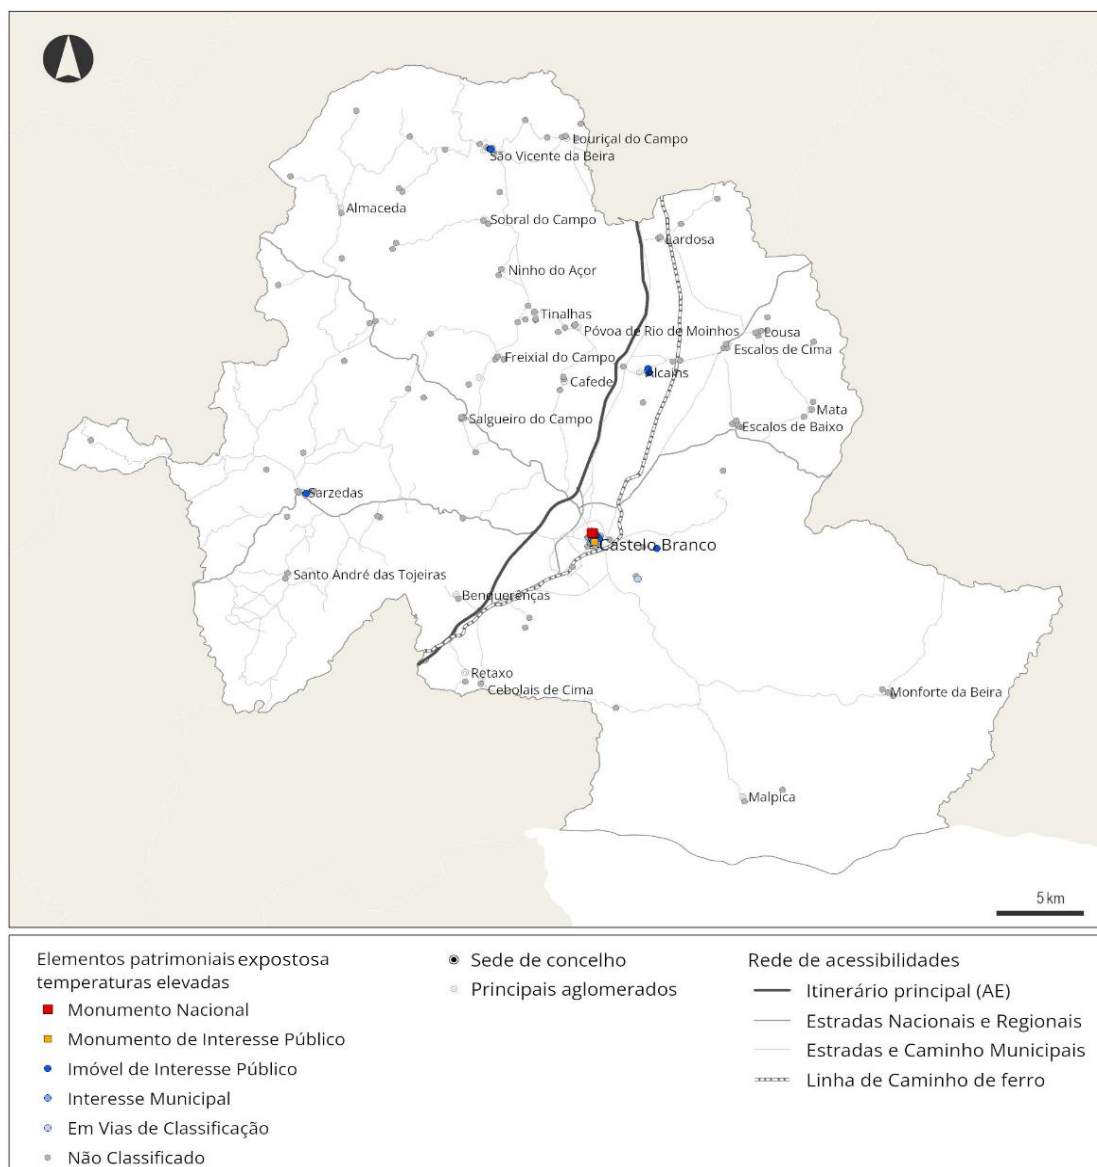 Louriçal do Campo
São Vicente da Beira
Almaceda
Sobral do Campo
Lardosa
Ninho do Açor
Tinalhas
Póvoa de Rio de Moinhos
Lousa
Escalos de Cima
Freixial do Campo
Alcains
Cafede
Mata
Salgueiro do Campo
Escalos de Baixo
Sarzedas
Castelo Branco
Santo André das Tojeiras
Benquerenças
Retaxo
Cebolais de Cima
Monforte da Beira
Malpica
5 km
Elementos patrimoniais expostosa
temperaturas elevadas
Monumento Nacional
Monumento de Interesse Público
Imóvel de Interesse Público
Interesse Municipal
Em Vias de Classificação
Não Classificado
Sede de concelho
Principais aglomerados
Rede de acessibilidades
Itinerário principal (AE)
Estradas Nacionais e Regionais
Estradas e Caminho Municipais
Linha de Caminho de ferro